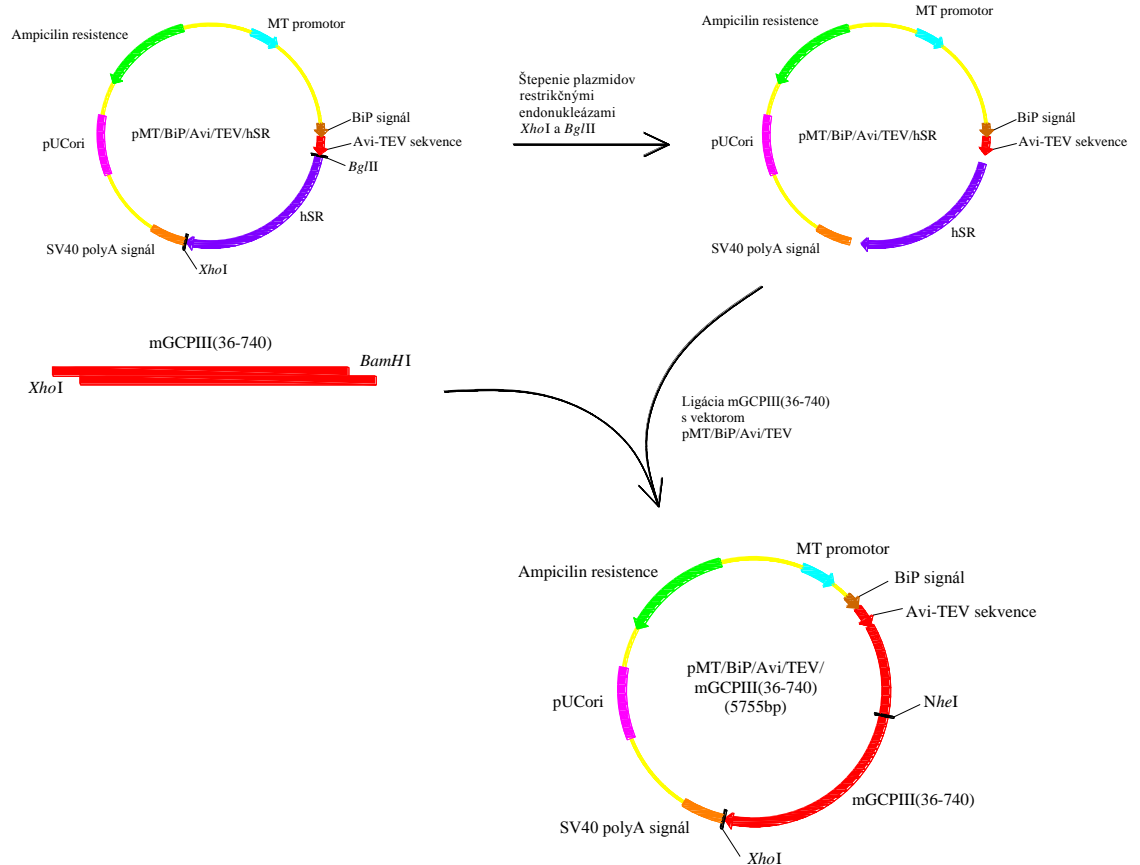 Ampicilin resistence
MT promotor
pMT/BiP/Avi/TEV/hSR
BiP signál
Avi-TEV sekvence
BglII
pUCori
hSR
SV40 polyA signál
XhoI
Štepenie plazmidov
restrikčnými
endonukleázami
XhoI a BglII
Ampicilin resistence
MT promotor
pMT/BiP/Avi/TEV/hSR
BiP signál
Avi-TEV sekvence
pUCori
hSR
SV40 polyA signál
mGCPIII(36-740)
BamHI
XhoI
Ligácia mGCPIII(36-740)
s vektorom
pMT/BiP/Avi/TEV
MT promotor
Ampicilin resistence
BiP signál
Avi-TEV sekvence
pMT/BiP/Avi/TEV/
mGCPIII(36-740)
(5755bp)
pUCori
NheI
mGCPIII(36-740)
SV40 polyA signál
XhoI